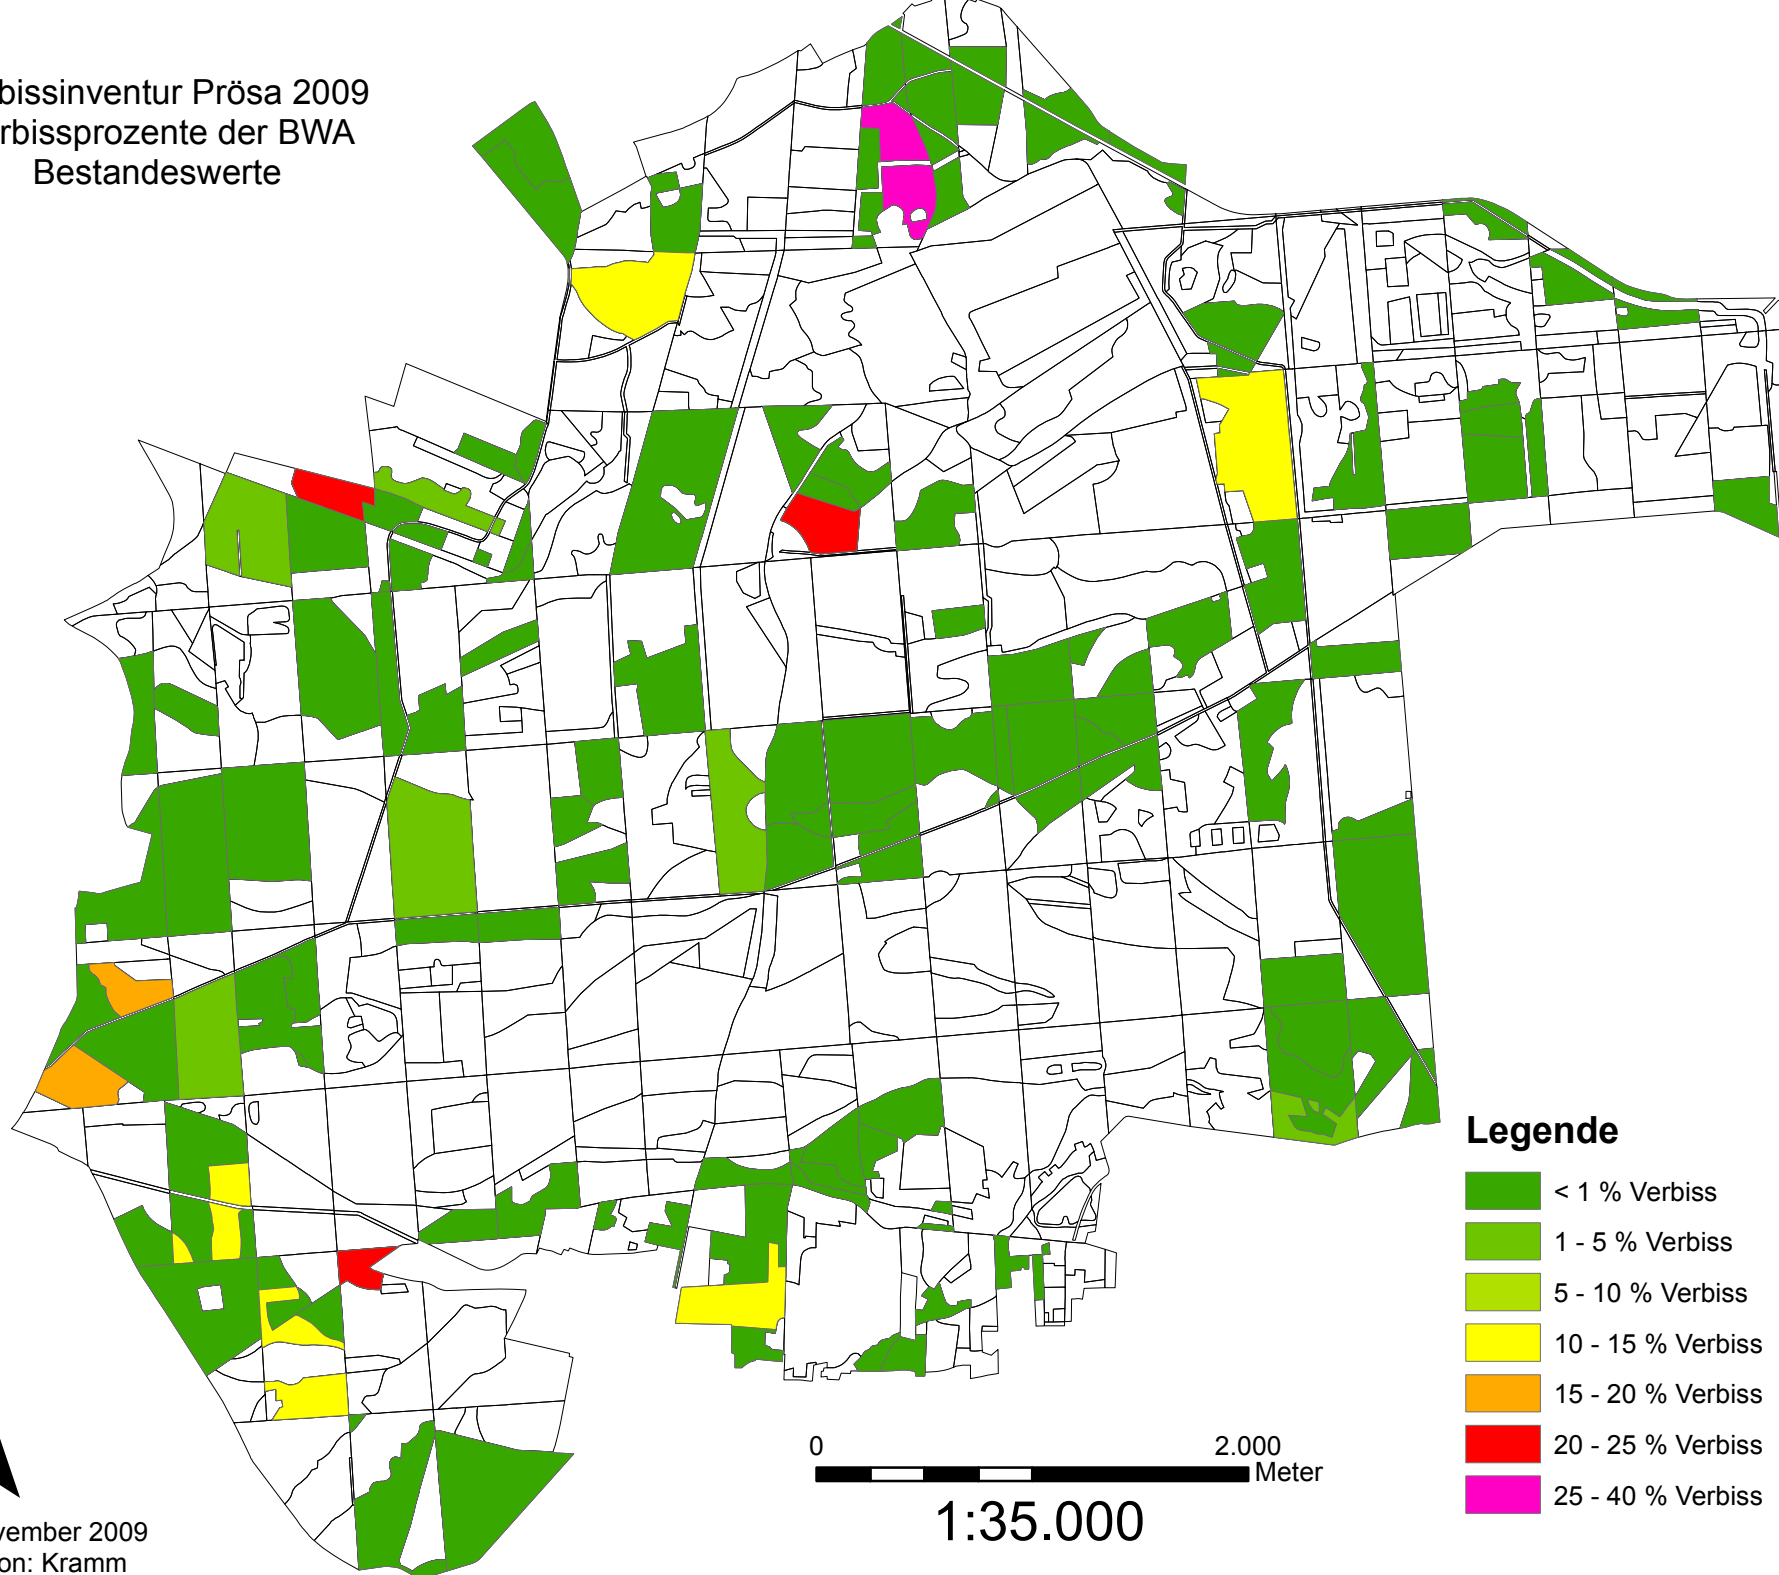 bissinventur Prösa 2009
rbissprozente der BWA
Bestandeswerte
Legende
< 1 % Verbiss
1 - 5 % Verbiss
5 - 10 % Verbiss
10 - 15 % Verbiss
15 - 20 % Verbiss
20 - 25 % Verbiss
25 - 40 % Verbiss
0 2.000
Meter
1:35.000
vember 2009
on: Kramm